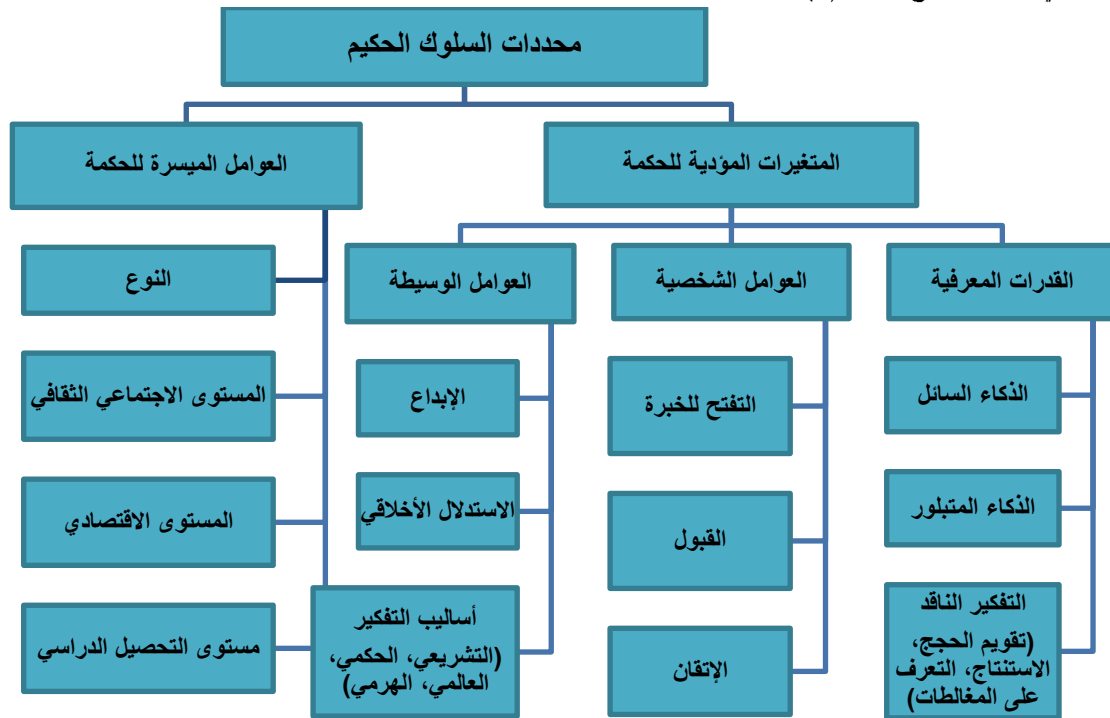 محددات السلوك الحكيم
المتغيرات المؤدية للحكمة
العوامل الميسرة للحكمة
القدرات المعرفية
العوامل الشخصية
العوامل الوسيطة
النوع
الذكاء السائل
التفتح للخبرة
الإبداع
المستوى الاجتماعي الثقافي
الذكاء المتبلور
القبول
الاستدلال الأخلاقي
المستوى الاقتصادي
التفكير الناقد
(تقويم الحجج،
الاستنتاج، التعرف
على المغالطات)
الإتقان
أساليب التفكير
(التشريعي، الحكمي،
العالمي، الهرمي)
مستوى التحصيل الدراسي